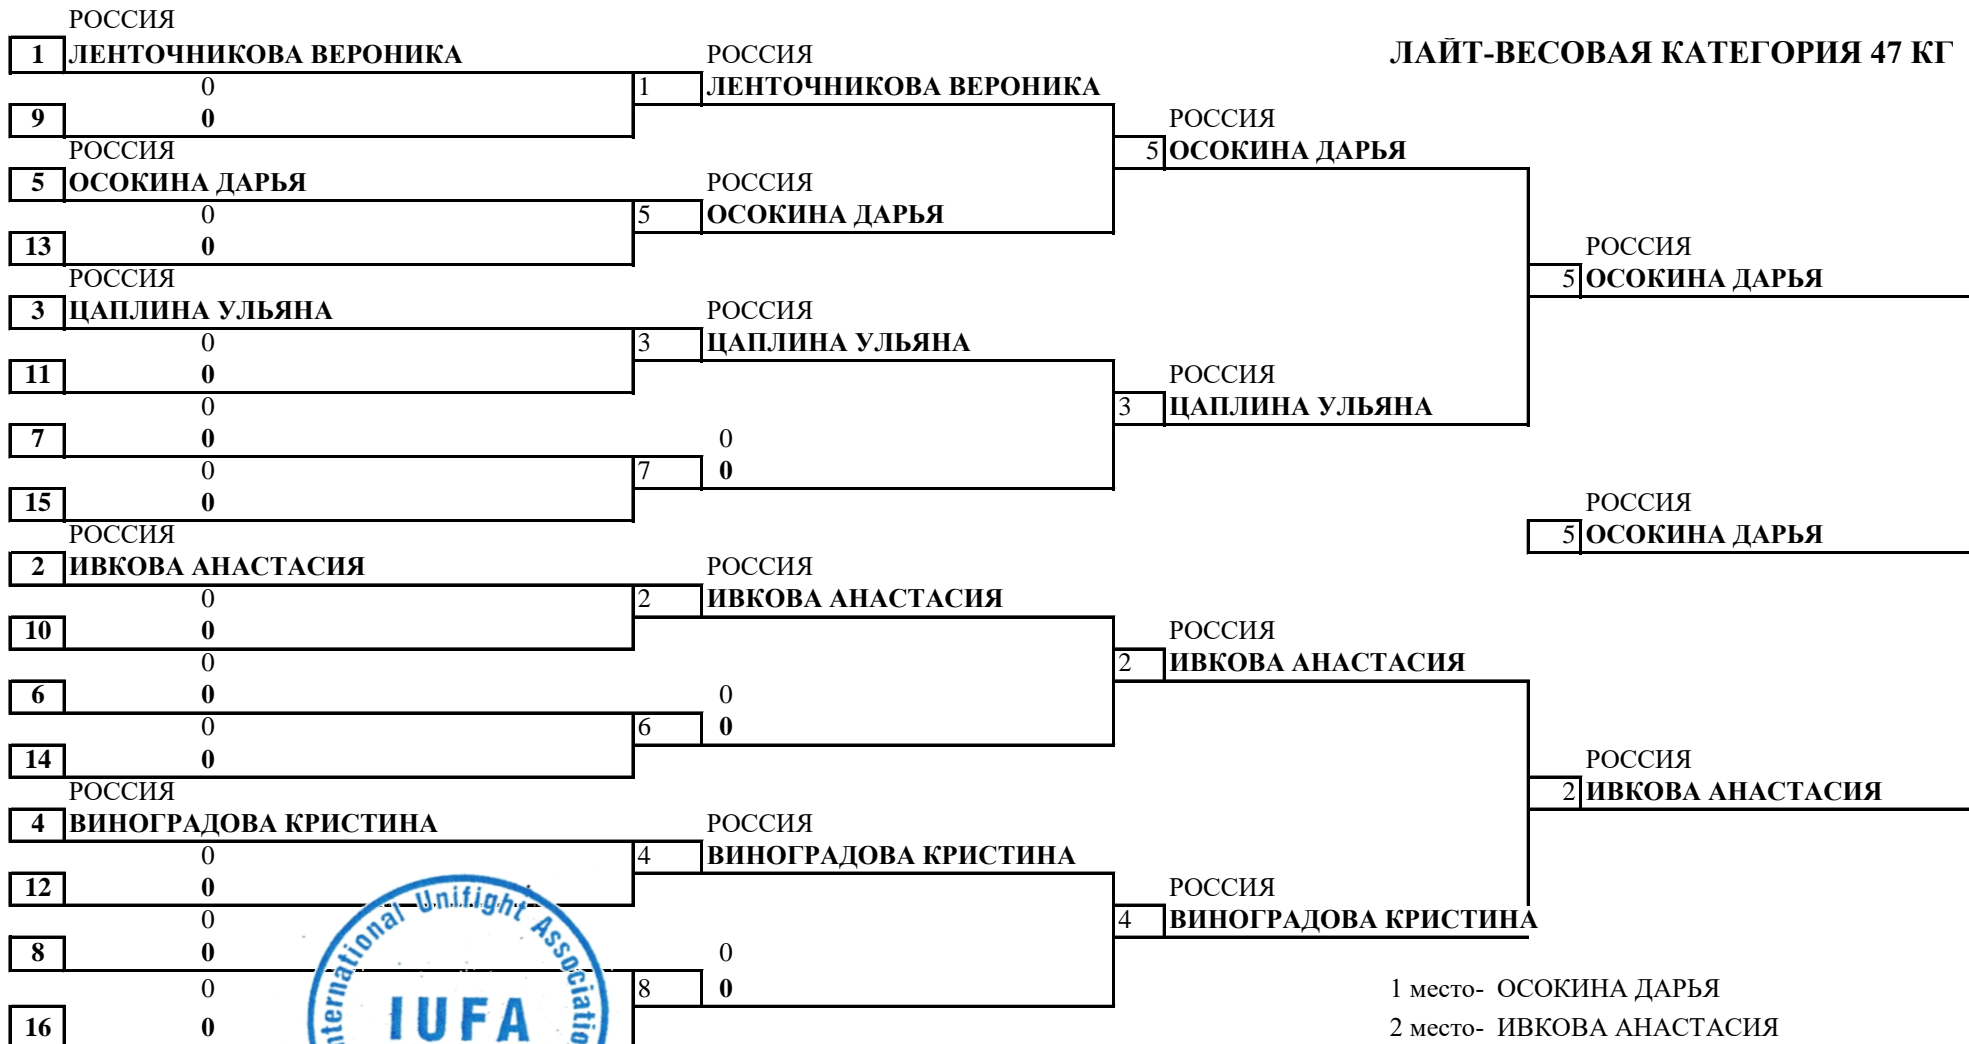 РОССИЯ
1 ЛЕНТОЧНИКОВА ВЕРОНИКА РОССИЯ ЛАЙТ-ВЕСОВАЯ КАТЕГОРИЯ 47 КГ
0 1 ЛЕНТОЧНИКОВА ВЕРОНИКА
9 0 РОССИЯ
РОССИЯ 5 ОСОКИНА ДАРЬЯ
5 ОСОКИНА ДАРЬЯ РОССИЯ
0 5 ОСОКИНА ДАРЬЯ
13 0 РОССИЯ
РОССИЯ 5 ОСОКИНА ДАРЬЯ
3 ЦАПЛИНА УЛЬЯНА РОССИЯ
0 3 ЦАПЛИНА УЛЬЯНА
11 0 РОССИЯ
0 3 ЦАПЛИНА УЛЬЯНА
7 0 0
0 7 0
15 0 РОССИЯ
РОССИЯ 5 ОСОКИНА ДАРЬЯ
2 ИВКОВА АНАСТАСИЯ РОССИЯ
0 2 ИВКОВА АНАСТАСИЯ
10 0 РОССИЯ
0 2 ИВКОВА АНАСТАСИЯ
6 0 0
0 6 0
14 0 РОССИЯ
РОССИЯ 2 ИВКОВА АНАСТАСИЯ
4 ВИНОГРАДОВА КРИСТИНА РОССИЯ
0 4 ВИНОГРАДОВА КРИСТИНА
12 0 РОССИЯ
0 4 ВИНОГРАДОВА КРИСТИНА
8 0 0
0 8 0 1 место- ОСОКИНА ДАРЬЯ
16 0 2 место- ИВКОВА АНАСТАСИЯ
Unifight
IUFA